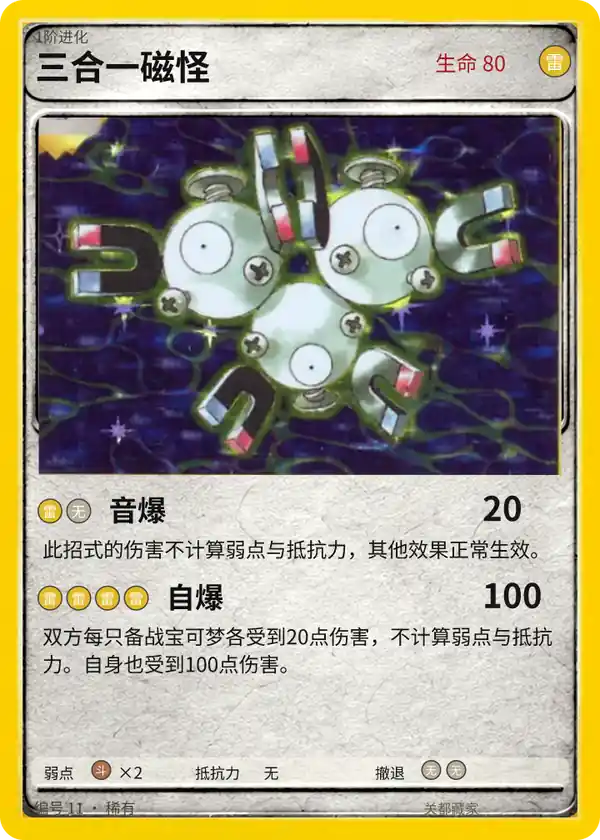 1阶进化
三合一磁怪
生命 80 雷
雷 无 音爆 20
此招式的伤害不计算弱点与抵抗力，其他效果正常生效。
雷 雷 雷 雷 自爆 100
双方每只备战宝可梦各受到20点伤害，不计算弱点与抵抗
力。自身也受到100点伤害。
弱点 斗 ×2 抵抗力 无 撤退 无 无
编号 11 · 稀有 关都藏家